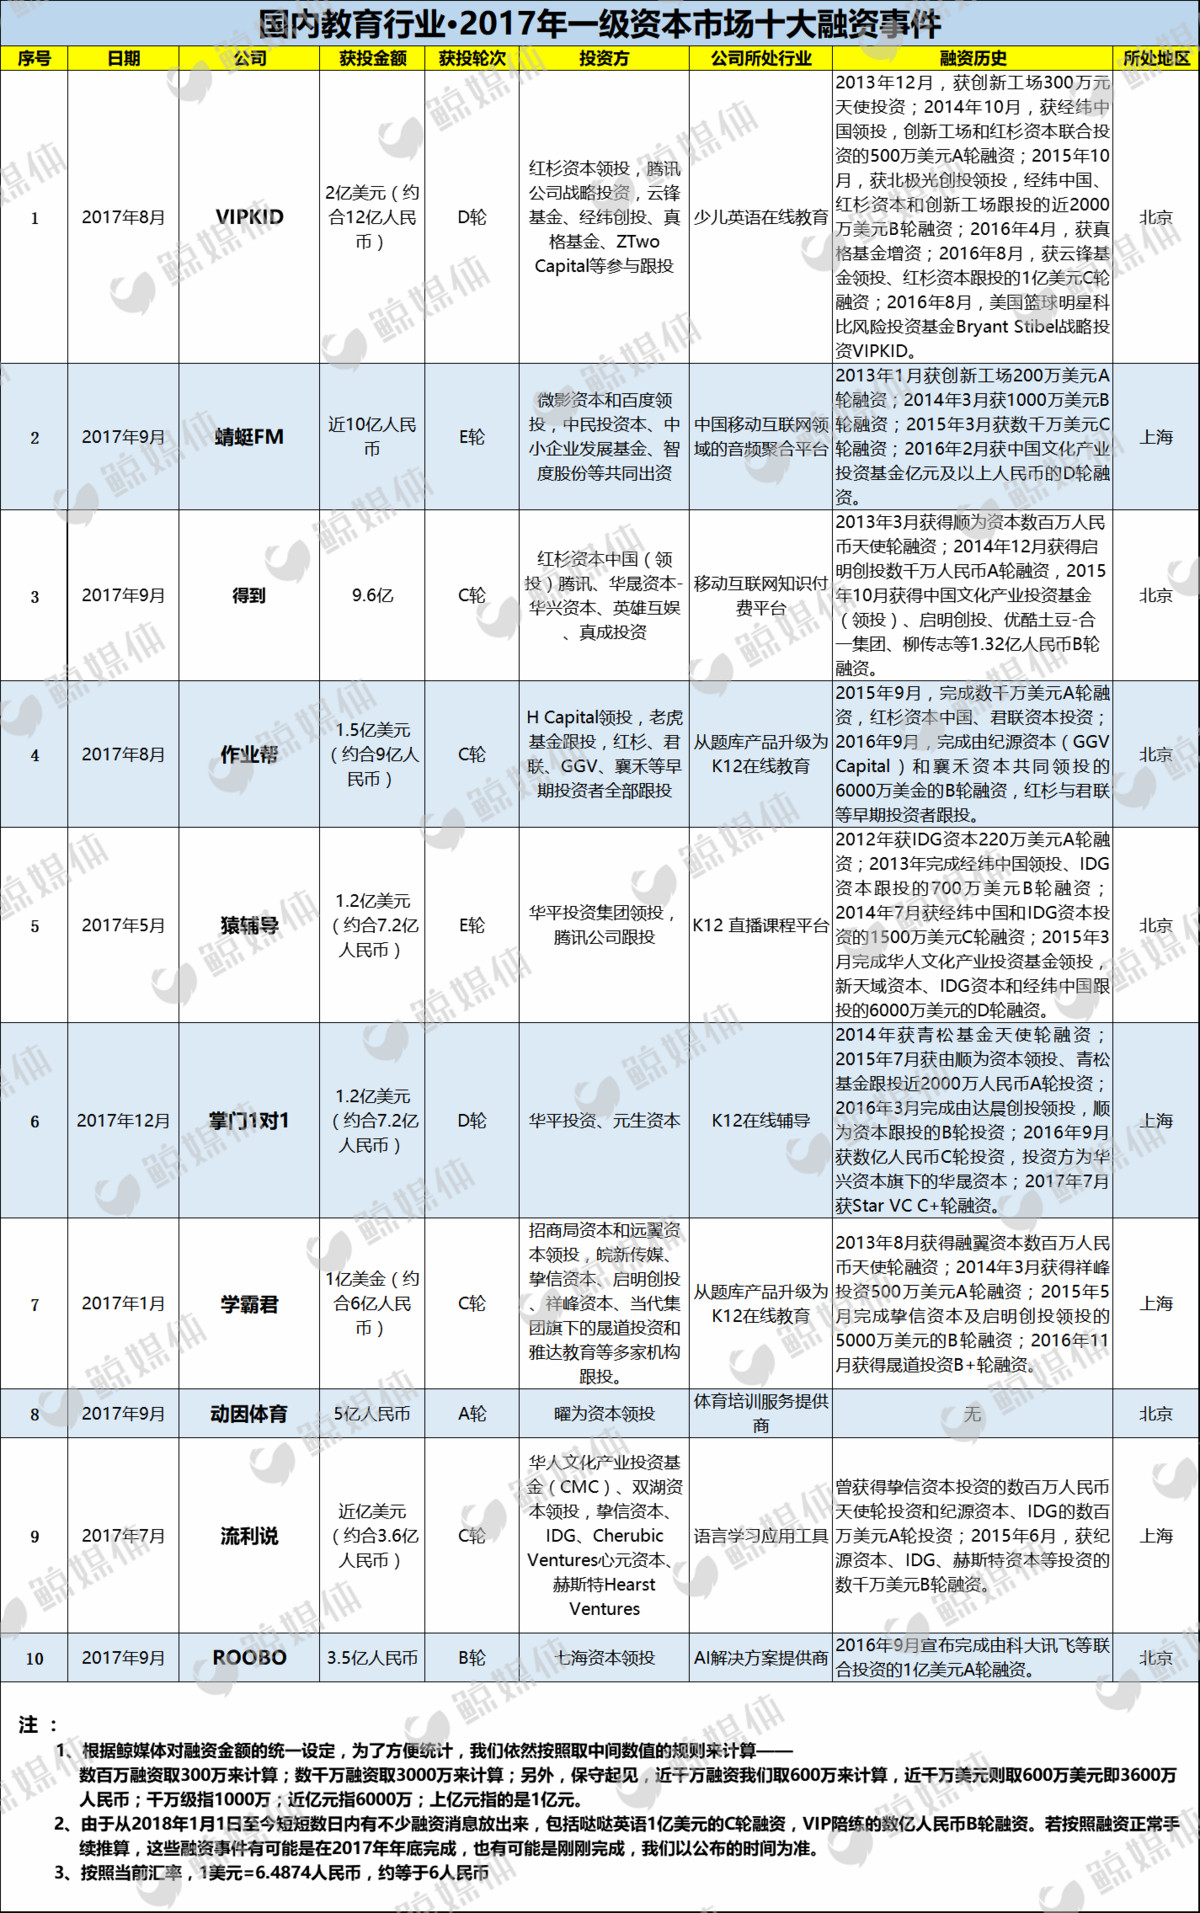 国内教育行业·2017年一级资本市场十大融资事件
序号 日期 公司 获投金额 获投轮次 投资方 公司所处行业 融资历史 所处地区
1
2017年8月
VIPKID
2亿美元（约
合12亿人民
币）
D轮
红杉资本领投，腾讯
公司战略投资，云锋
基金、经纬创投、真
格基金、ZTwo
Capital等参与跟投
少儿英语在线教育
2013年12月，获创新工场300万元
天使投资；2014年10月，获经纬中
国领投，创新工场和红杉资本联合投
资的500万美元A轮融资；2015年10
月，获北极光创投领投，经纬中国、
红杉资本和创新工场跟投的近2000
万美元B轮融资；2016年4月，获真
格基金增资；2016年8月，获云锋基
金领投、红杉资本跟投的1亿美元C轮
融资；2016年8月，美国篮球明星科
比风险投资基金Bryant Stibel战略投
资VIPKID。
北京
2
2017年9月
蜻蜓FM
近10亿人民
币
E轮
微影资本和百度领
投，中民投资本、中
小企业发展基金、智
度股份等共同出资
中国移动互联网领
域的音频聚合平台
2013年1月获创新工场200万美元A
轮融资；2014年3月获1000万美元B
轮融资；2015年3月获数千万美元C
轮融资；2016年2月获中国文化产业
投资基金亿元及以上人民币的D轮融
资。
上海
3
2017年9月
得到
9.6亿
C轮
红杉资本中国（领
投）腾讯、华晟资本-
华兴资本、英雄互娱
、真成投资
移动互联网知识付
费平台
2013年3月获得顺为资本数百万人民
币天使轮融资；2014年12月获得启
明创投数千万人民币A轮融资，2015
年10月获得中国文化产业投资基金
（领投）、启明创投、优酷土豆-合
一集团、柳传志等1.32亿人民币B轮
融资。
北京
4
2017年8月
作业帮
1.5亿美元
（约合9亿人
民币）
C轮
H Capital领投，老虎
基金跟投，红杉、君
联、GGV、襄禾等早
期投资者全部跟投
从题库产品升级为
K12在线教育
2015年9月，完成数千万美元A轮融
资，红杉资本中国、君联资本投资；
2016年9月，完成由纪源资本（GGV
Capital）和襄禾资本共同领投的
6000万美金的B轮融资，红杉与君联
等早期投资者跟投。
北京
5
2017年5月
猿辅导
1.2亿美元
（约合7.2亿
人民币）
E轮
华平投资集团领投，
腾讯公司跟投
K12 直播课程平台
2012年获IDG资本220万美元A轮融
资；2013年完成经纬中国领投、IDG
资本跟投的700万美元B轮融资；
2014年7月获经纬中国和IDG资本投
资的1500万美元C轮融资；2015年3
月完成华人文化产业投资基金领投，
新天域资本、IDG资本和经纬中国跟
投的6000万美元的D轮融资。
北京
6
2017年12月
掌门1对1
1.2亿美元
（约合7.2亿
人民币）
D轮
华平投资、元生资本
K12在线辅导
2014年获青松基金天使轮融资；
2015年7月获由顺为资本领投、青松
基金跟投近2000万人民币A轮投资；
2016年3月完成由达晨创投领投，顺
为资本跟投的B轮投资；2016年9月
获数亿人民币C轮投资，投资方为华
兴资本旗下的华晟资本；2017年7月
获Star VC C+轮融资。
上海
7
2017年1月
学霸君
1亿美金（约
合6亿人民
币）
C轮
招商局资本和远翼资
本领投，皖新传媒、
挚信资本、启明创投
、祥峰资本、当代集
团旗下的晟道投资和
雅达教育等多家机构
跟投。
从题库产品升级为
K12在线教育
2013年8月获得融翼资本数百万人民
币天使轮融资；2014年3月获得祥峰
投资500万美元A轮融资；2015年5
月完成挚信资本及启明创投领投的
5000万美元的B轮融资；2016年11
月获得晟道投资B+轮融资。
上海
8
2017年9月
动因体育
5亿人民币
A轮
曜为资本领投
体育培训服务提供
商
无
北京
9
2017年7月
流利说
近亿美元
（约合3.6亿
人民币）
C轮
华人文化产业投资基
金（CMC）、双湖资
本领投，挚信资本、
IDG、Cherubic
Ventures心元资本、
赫斯特Hearst
Ventures
语言学习应用工具
曾获得挚信资本投资的数百万人民币
天使轮投资和纪源资本、IDG的数百
万美元A轮投资；2015年6月，获纪
源资本、IDG、赫斯特资本等投资的
数千万美元B轮融资。
上海
10
2017年9月
ROOBO
3.5亿人民币
B轮
七海资本领投
AI解决方案提供商
2016年9月宣布完成由科大讯飞等联
合投资的1亿美元A轮融资。
北京
注：
1、根据鲸媒体对融资金额的统一设定，为了方便统计，我们依然按照取中间数值的规则来计算——
数百万融资取300万来计算；数千万融资取3000万来计算；另外，保守起见，近千万融资我们取600万来计算，近千万美元则取600万美元即3600万
人民币；千万级指1000万；近亿元指6000万；上亿元指的是1亿元。
2、由于从2018年1月1日至今短短数日内有不少融资消息放出来，包括哒哒英语1亿美元的C轮融资，VIP陪练的数亿人民币B轮融资。若按照融资正常手
续推算，这些融资事件有可能是在2017年年底完成，也有可能是刚刚完成，我们以公布的时间为准。
3、按照当前汇率，1美元=6.4874人民币，约等于6人民币
鲸媒体